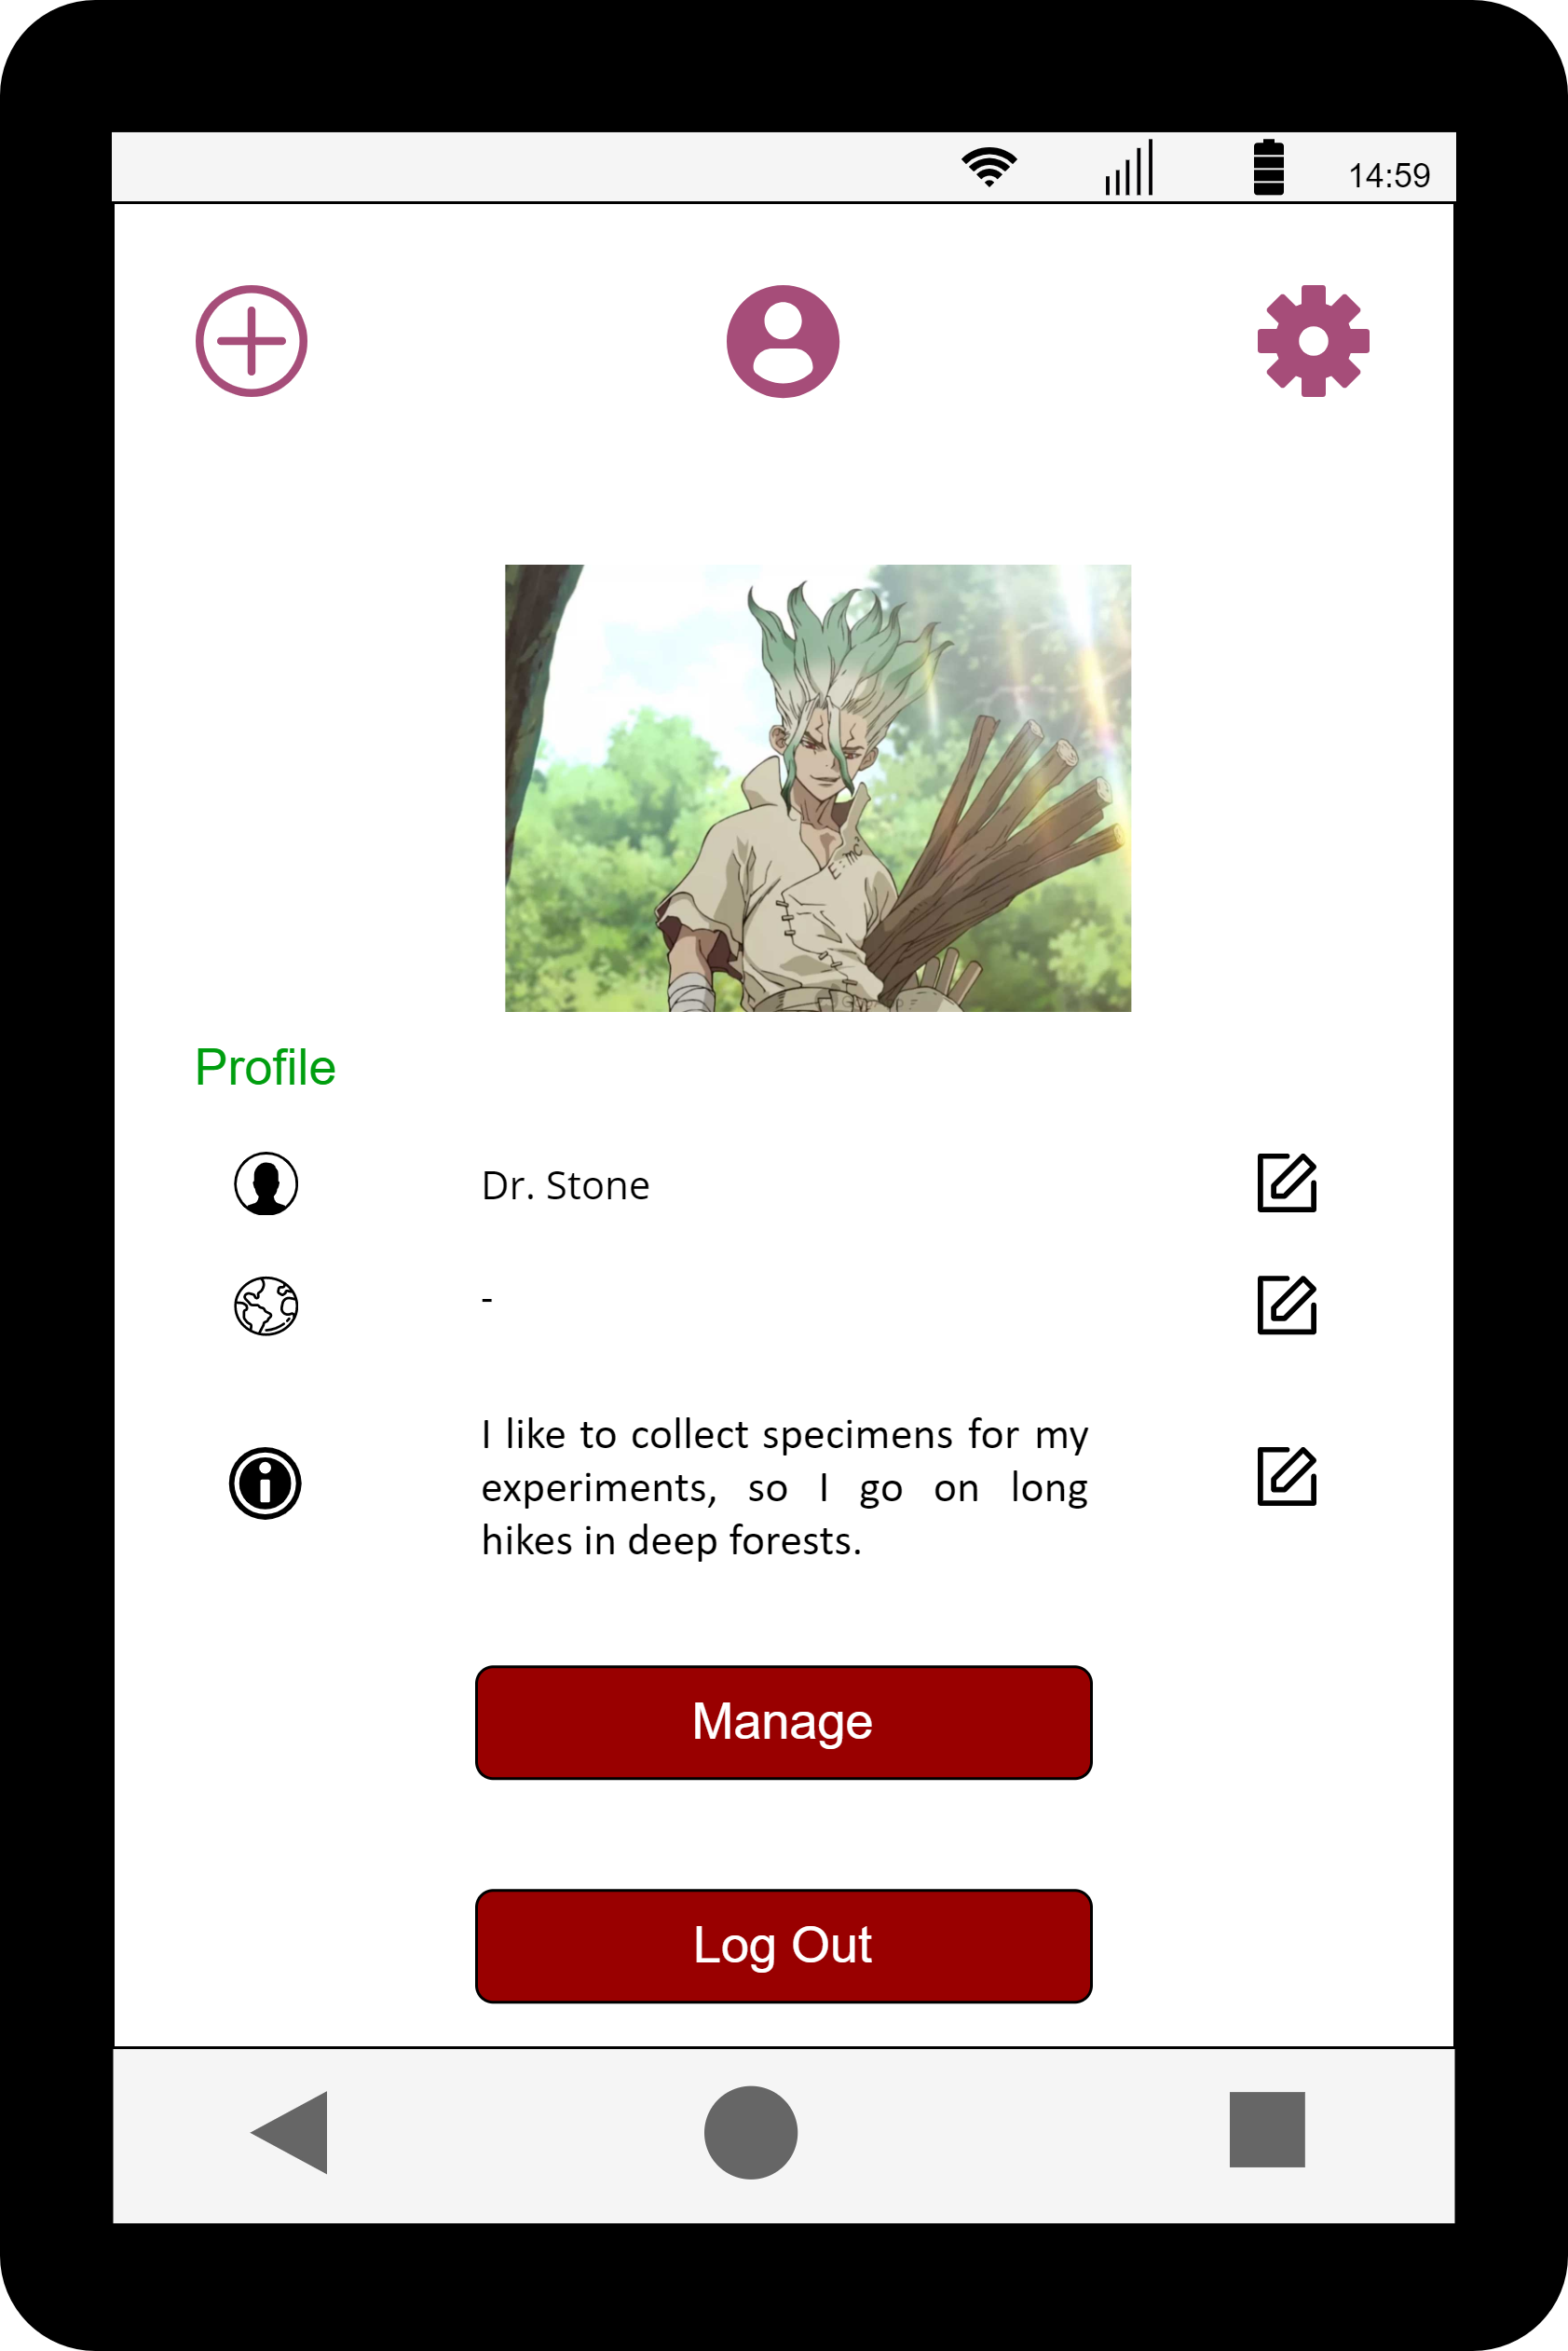 14:59
E=mc²
Profile
Dr. Stone
-
I like to collect specimens for my
experiments, so I go on long
hikes in deep forests.
Manage
Log Out